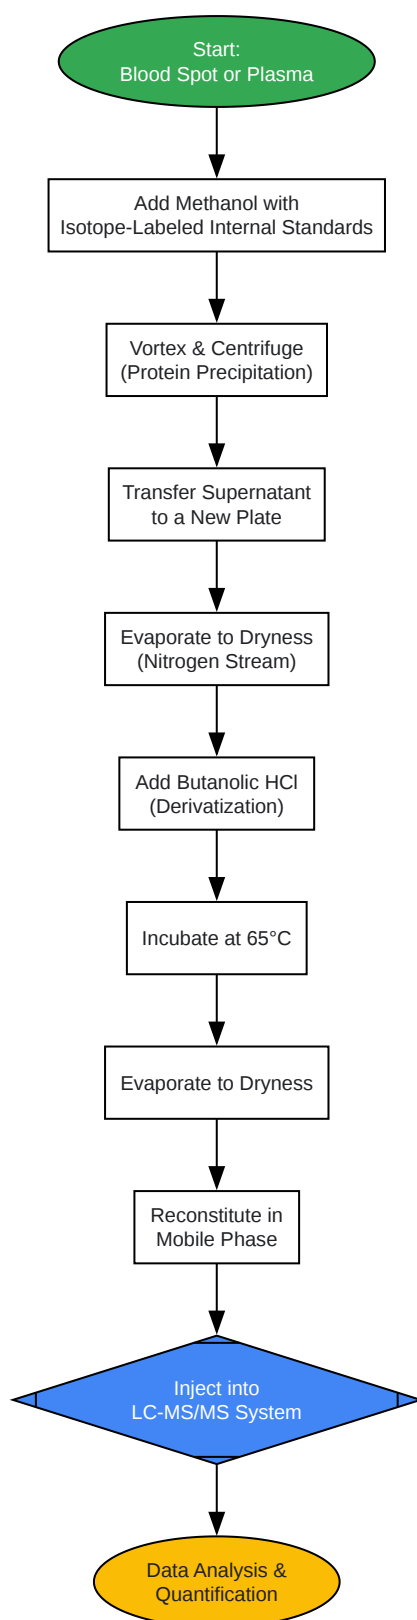 Start:
Blood Spot or Plasma
Add Methanol with
Isotope-Labeled Internal Standards
Vortex & Centrifuge
(Protein Precipitation)
Transfer Supernatant
to a New Plate
Evaporate to Dryness
(Nitrogen Stream)
Add Butanolic HCl
(Derivatization)
Incubate at 65°C
Evaporate to Dryness
Reconstitute in
Mobile Phase
Inject into
LC-MS/MS System
Data Analysis &
Quantification